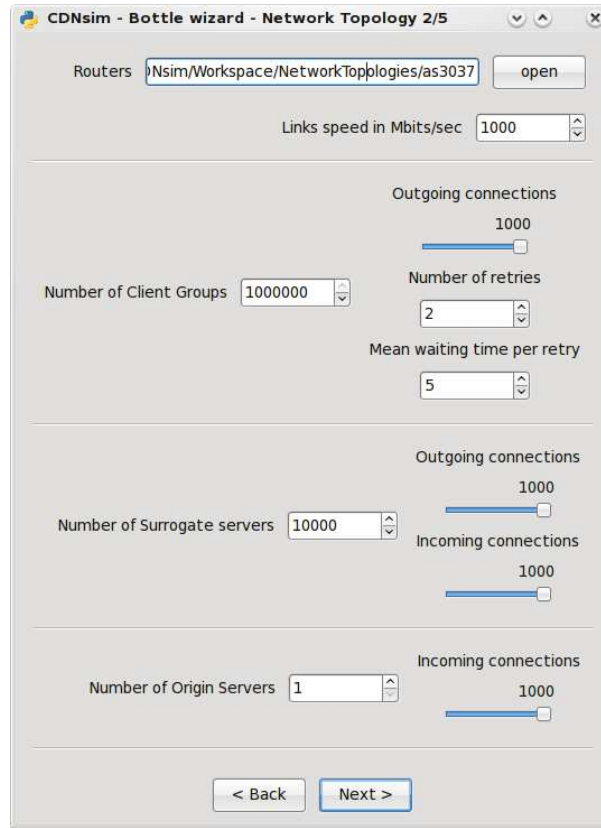 CDNsim - Bottle wizard - Network Topology 2/5
Routers Nsim/Workspace/NetworkTopologies/as3037 open
Links speed in Mbits/sec 1000
Outgoing connections
1000
Number of Client Groups 1000000
Number of retries
2
Mean waiting time per retry
5
Outgoing connections
1000
Number of Surrogate servers 10000
Incoming connections
1000
Incoming connections
Number of Origin Servers 1
1000
< Back Next >